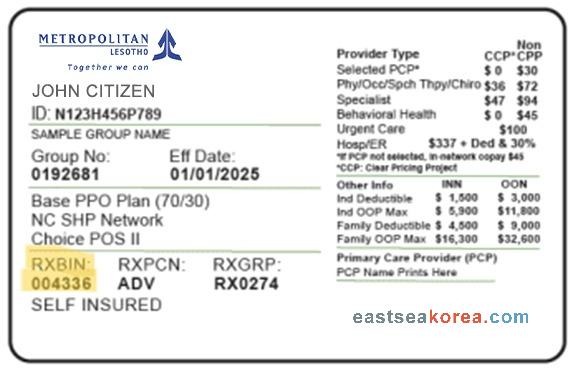 METROPOLITAN
LESOTHO
Together we can
JOHN CITIZEN
ID: N123H456P789
SAMPLE GROUP NAME
Group No: Eff Date:
0192681 01/01/2025
Base PPO Plan (70/30)
NC SHP Network
Choice POS II
RXBIN: RXPCN: RXGRP:
004336 ADV RX0274
SELF INSURED
Non
Provider Type CCP* CPP
Selected PCP* $ 0 $30
Phy/Occ/Spch Thpy/Chiro $36 $72
Specialist $47 $94
Behavioral Health $ 0 $45
Urgent Care $100
Hosp/ER $337 + Ded & 30%
*If PCP not selected, in-network copay $45
*CCP: Clear Pricing Project
Other Info INN OON
Ind Deductible $ 1,500 $ 3,000
Ind OOP Max $ 5,900 $11,800
Family Deductible $ 4,500 $ 9,000
Family OOP Max $16,300 $32,600
Primary Care Provider (PCP)
PCP Name Prints Here
eastseakorea.com